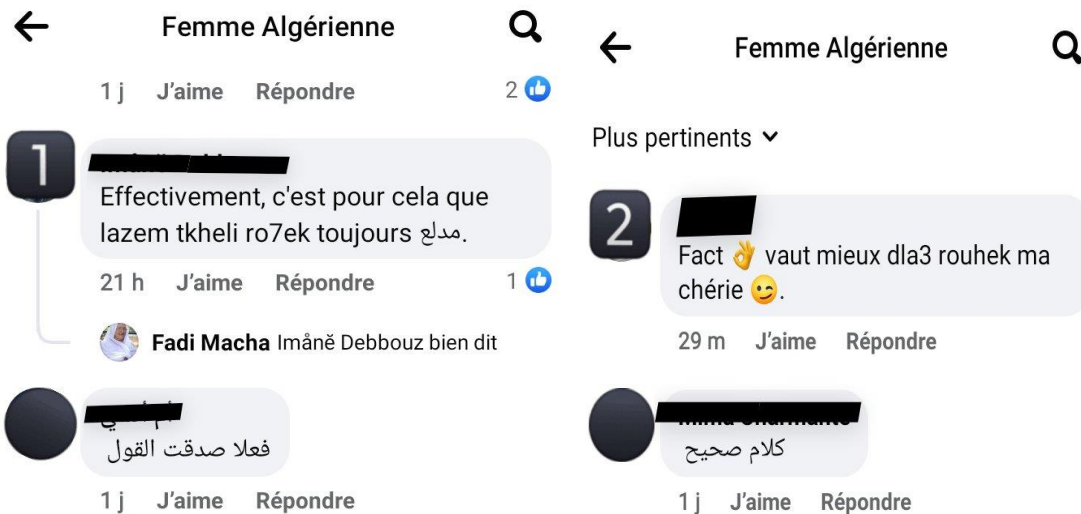 Femme Algérienne
1 j J’aime Répondre 2
1
Effectivement, c'est pour cela que
lazem tkheli ro7ek toujours مدلع.
21 h J’aime Répondre 1
Fadi Macha Imånĕ Debbouz bien dit
فعلا صدقت القول
1 j J’aime Répondre
Femme Algérienne
Plus pertinents
2
Fact 👌 vaut mieux dla3 rouhek ma
chérie 😉.
29 m J’aime Répondre
كلام صحيح
1 j J’aime Répondre